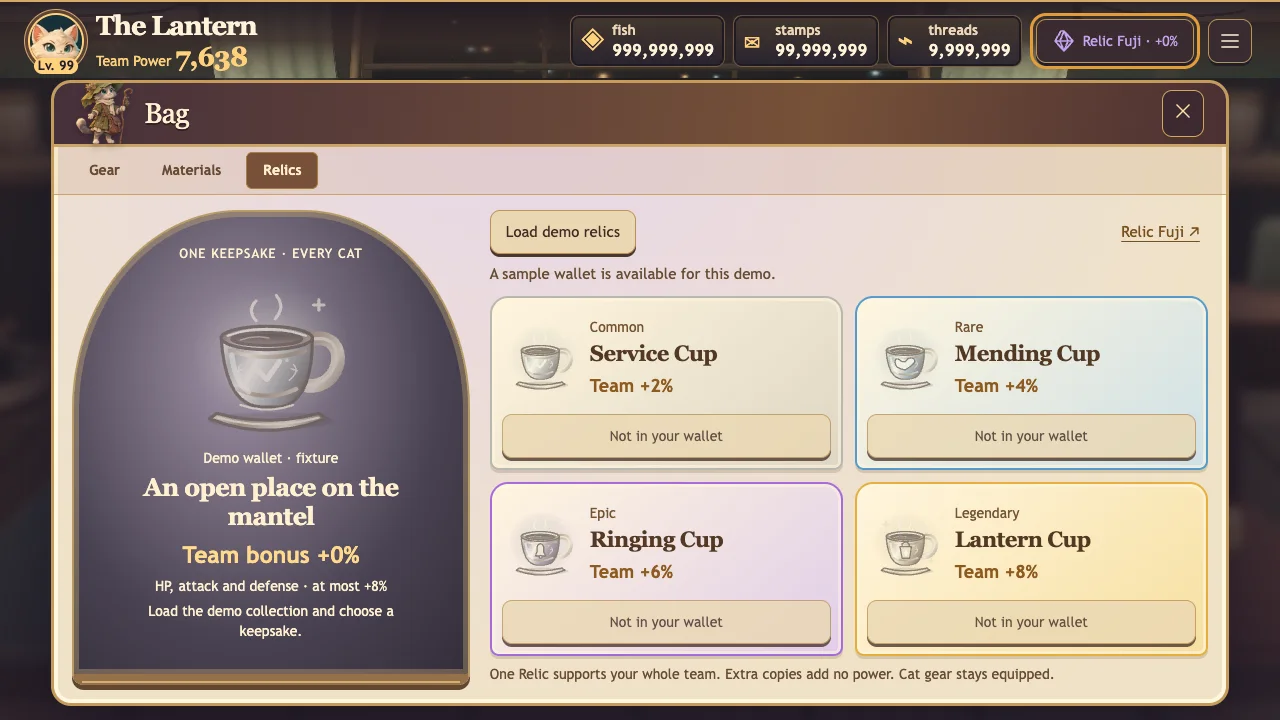 The Lantern
Lv. 99
Team Power 7,638
fish
999,999,999
stamps
99,999,999
threads
9,999,999
Relic Fuji · +0%
Bag
Gear
Materials
Relics
ONE KEEPSAKE · EVERY CAT
Demo wallet · fixture
An open place on the
mantel
Team bonus +0%
HP, attack and defense · at most +8%
Load the demo collection and choose a
keepsake.
Load demo relics
Relic Fuji ↗
A sample wallet is available for this demo.
Common
Service Cup
Team +2%
Not in your wallet
Rare
Mending Cup
Team +4%
Not in your wallet
Epic
Ringing Cup
Team +6%
Not in your wallet
Legendary
Lantern Cup
Team +8%
Not in your wallet
One Relic supports your whole team. Extra copies add no power. Cat gear stays equipped.